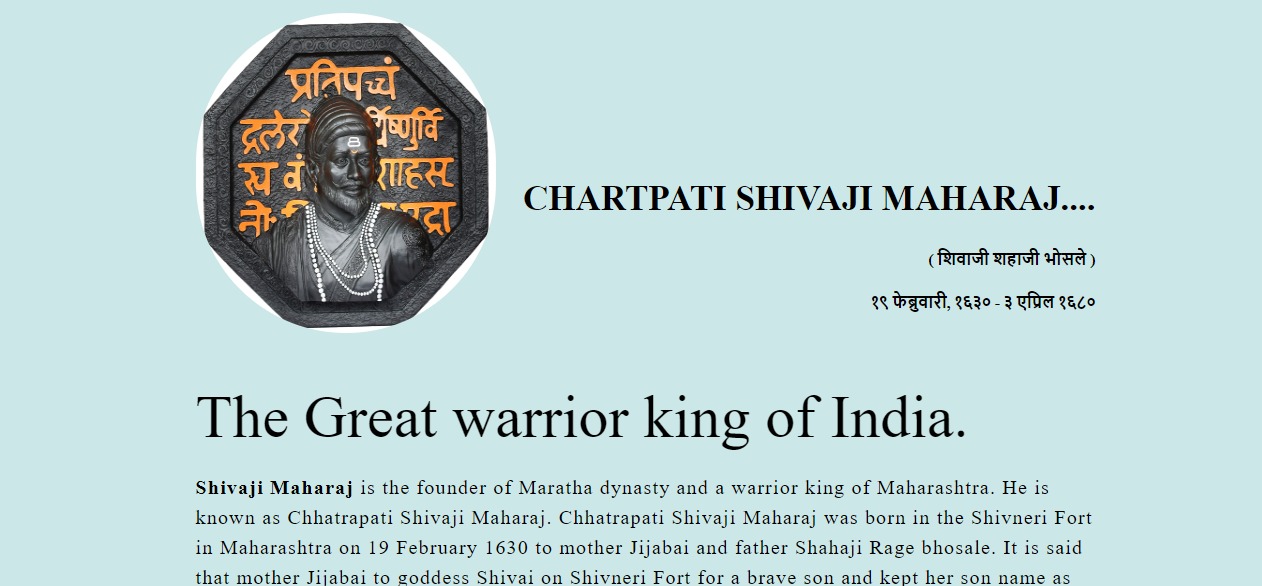 प्रतिपच्चं
द्रलेरे र्धिष्णुर्वि
स्व वं शाहस
द्रा
CHARTPATI SHIVAJI MAHARAJ....
( शिवाजी शहाजी भोसले )
१९ फेब्रुवारी, १६३० - ३ एप्रिल १६८०
The Great warrior king of India.
Shivaji Maharaj is the founder of Maratha dynasty and a warrior king of Maharashtra. He is
known as Chhatrapati Shivaji Maharaj. Chhatrapati Shivaji Maharaj was born in the Shivneri Fort
in Maharashtra on 19 February 1630 to mother Jijabai and father Shahaji Rage bhosale. It is said
that mother Jijabai to goddess Shivai on Shivneri Fort for a brave son and kept her son name as